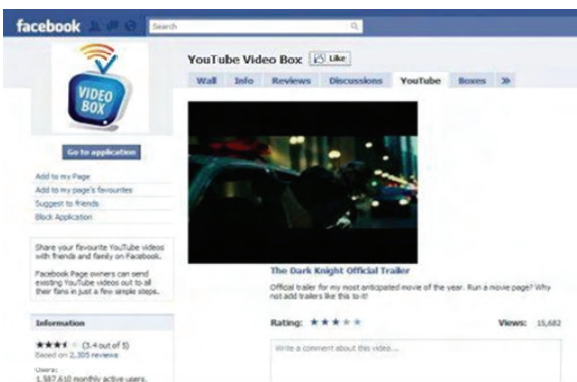 facebook
Search
YouTube Video Box
Like
Wall Info Reviews Discussions YouTube Boxes »
VIDEO
BOX
Go to application
Add to my Page
Add to my page's favourites
Suggest to friends
Block Application
Share your favourite YouTube videos
with friends and family on Facebook.
Facebook Page owners can send
existing YouTube videos out to all
their fans in just a few simple steps.
Information
(3.4 out of 5)
Based on 2,305 reviews
Users:
1,587,610 monthly active users.
The Dark Knight Official Trailer
Official trailer for my most anticipated movie of the year. Run a movie page? Why
not add trailers like this to it!
Rating:
Views: 15,682
Write a comment about this video...